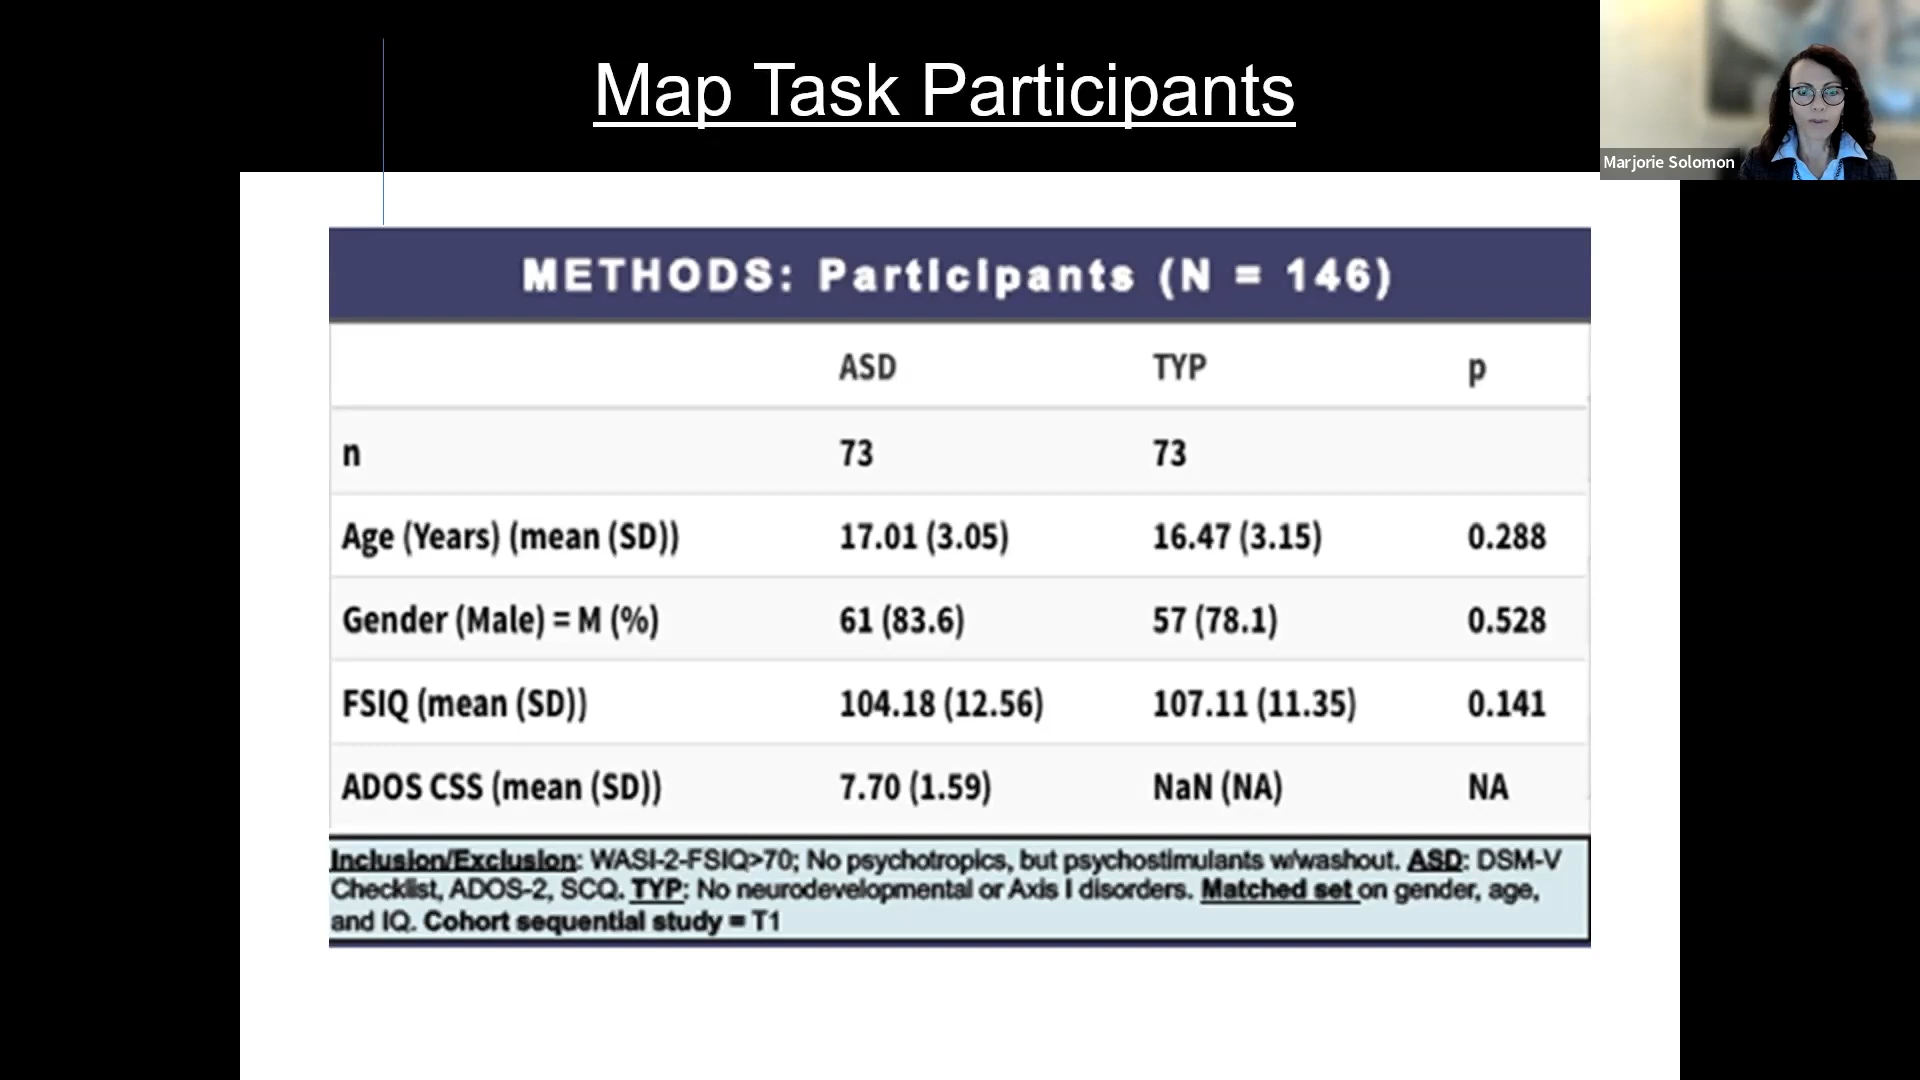 Map Task Participants
Marjorie Solomon
METHODS: Participants (N = 146)
ASD TYP p
n 73 73
Age (Years) (mean (SD)) 17.01 (3.05) 16.47 (3.15) 0.288
Gender (Male) = M (%) 61 (83.6) 57 (78.1) 0.528
FSIQ (mean (SD)) 104.18 (12.56) 107.11 (11.35) 0.141
ADOS CSS (mean (SD)) 7.70 (1.59) NaN (NA) NA
Inclusion/Exclusion: WASI-2-FSIQ>70; No psychotropics, but psychostimulants w/washout. ASD: DSM-V
Checklist, ADOS-2, SCQ. TYP: No neurodevelopmental or Axis I disorders. Matched set on gender, age,
and IQ. Cohort sequential study = T1